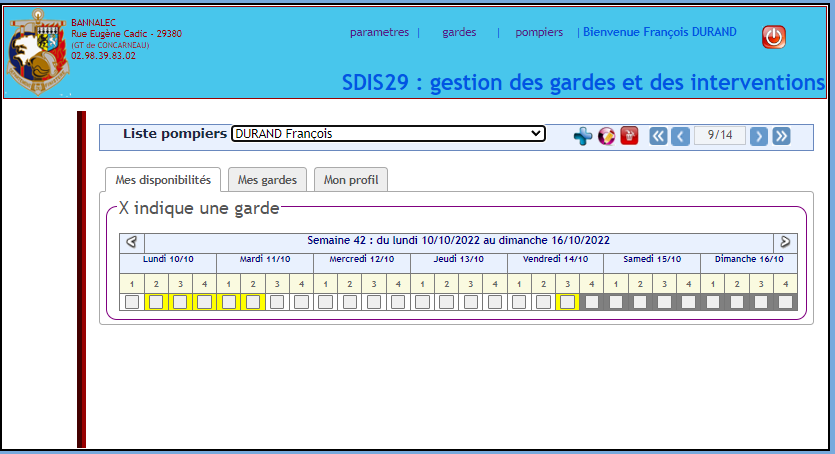 BANNALEC
Rue Eugène Cadic - 29380
(GT de CONCARNEAU)
02.98.39.83.02
parametres | gardes | pompiers | Bienvenue François DURAND
SDIS29 : gestion des gardes et des interventions
Liste pompiers DURAND François 9/14
Mes disponibilités Mes gardes Mon profil
X indique une garde
Semaine 42 : du lundi 10/10/2022 au dimanche 16/10/2022
Lundi 10/10 Mardi 11/10 Mercredi 12/10 Jeudi 13/10 Vendredi 14/10 Samedi 15/10 Dimanche 16/10
1 2 3 4 1 2 3 4 1 2 3 4 1 2 3 4 1 2 3 4 1 2 3 4 1 2 3 4